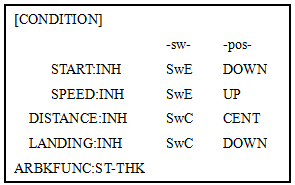 [CONDITION]
-sw- -pos-
START:INH SwE DOWN
SPEED:INH SwE UP
DISTANCE:INH SwC CENT
LANDING:INH SwC DOWN
ARBKFUNC:ST-THK